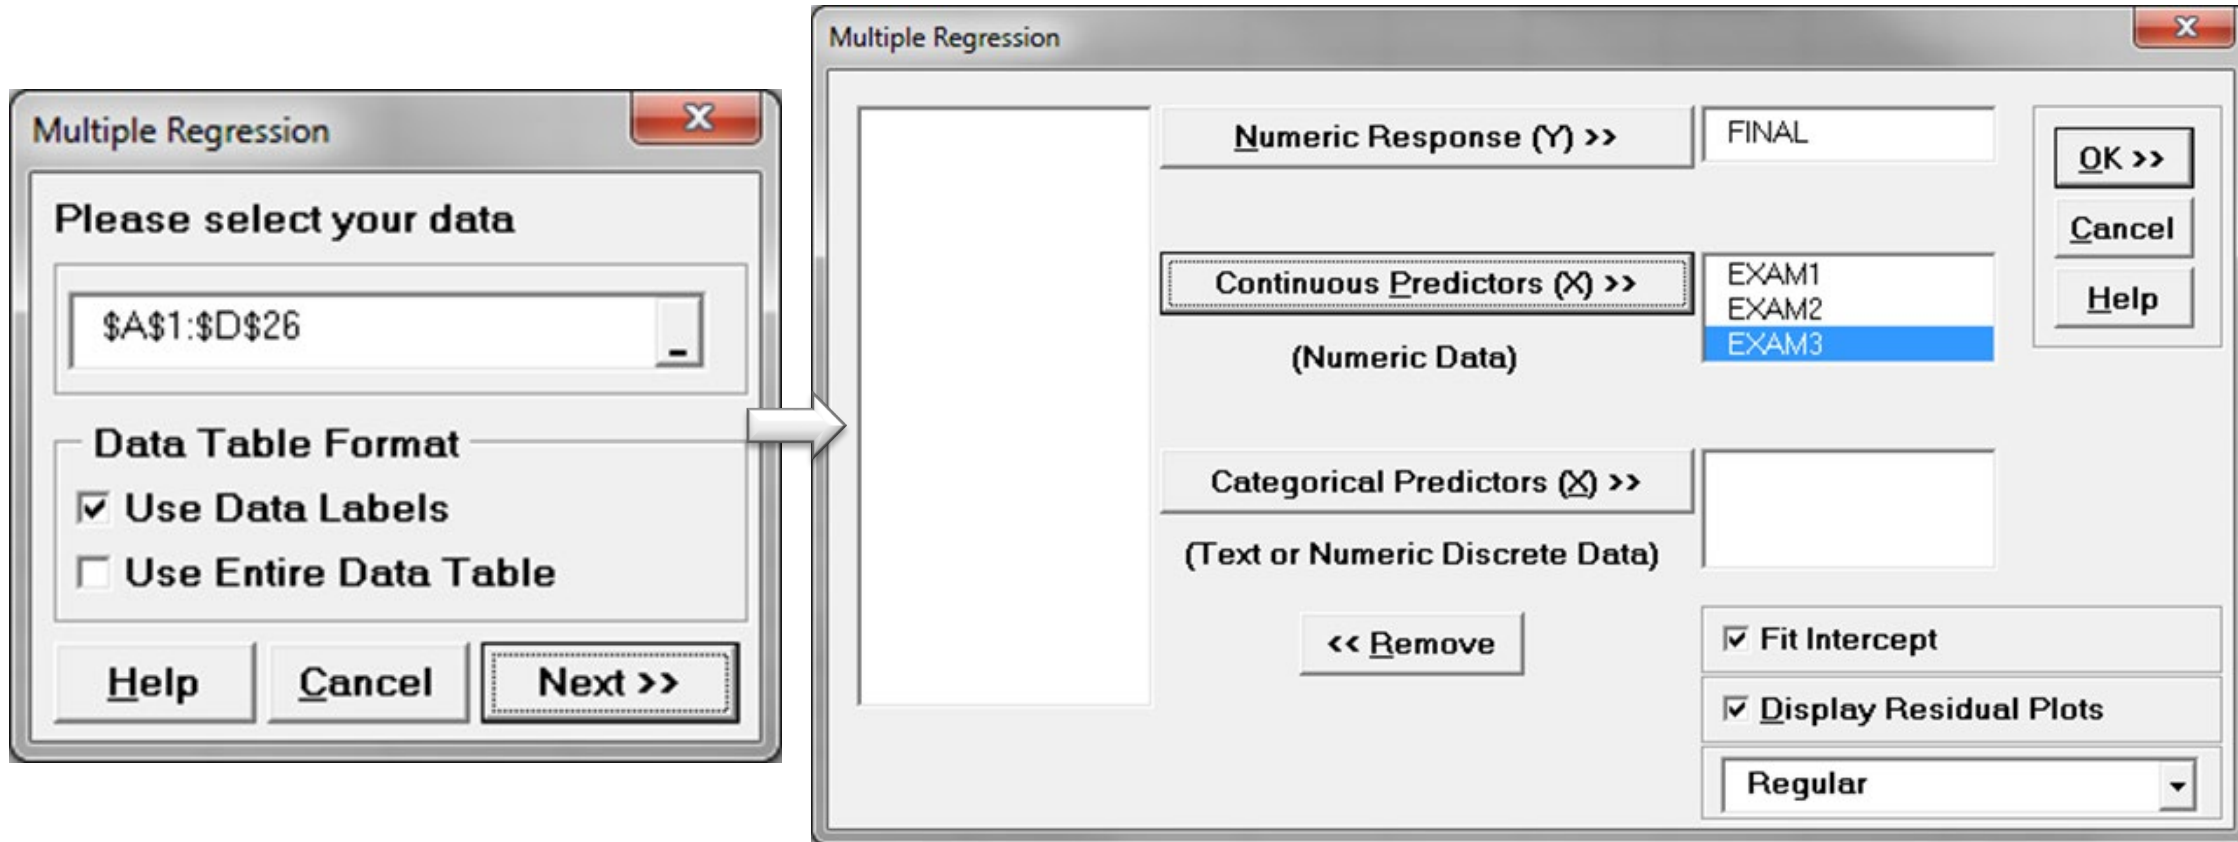 Multiple Regression
Please select your data
$A$1:$D$26
Data Table Format
Use Data Labels
Use Entire Data Table
Help
Cancel
Next >>
Multiple Regression
Numeric Response (Y) >>
FINAL
Continuous Predictors (X) >>
(Numeric Data)
EXAM1
EXAM2
EXAM3
Categorical Predictors (X) >>
(Text or Numeric Discrete Data)
<< Remove
OK >>
Cancel
Help
Fit Intercept
Display Residual Plots
Regular